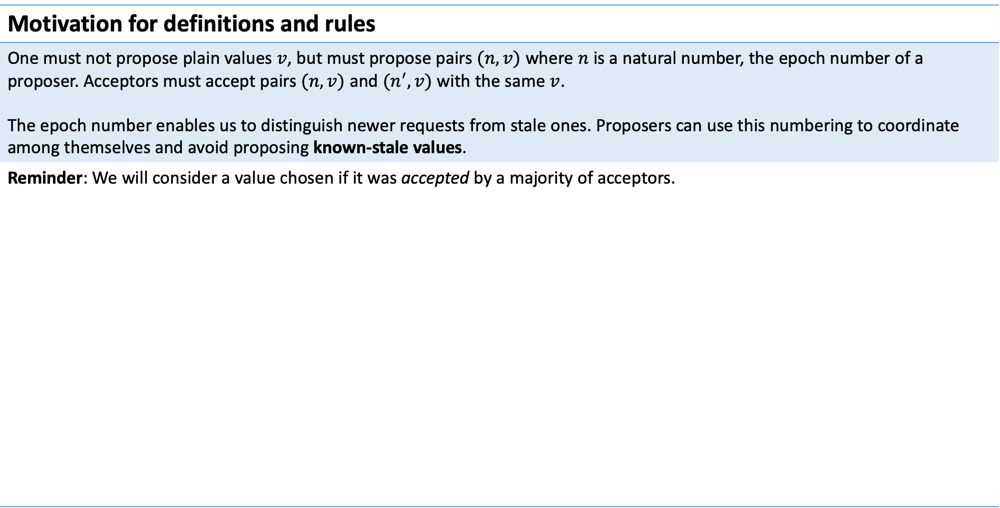 Motivation for definitions and rules
One must not propose plain values 𝑣, but must propose pairs (𝑛, 𝑣) where 𝑛 is a natural number, the epoch number of a
proposer. Acceptors must accept pairs (𝑛, 𝑣) and (𝑛′, 𝑣) with the same 𝑣.
The epoch number enables us to distinguish newer requests from stale ones. Proposers can use this numbering to coordinate
among themselves and avoid proposing known-stale values.
Reminder: We will consider a value chosen if it was accepted by a majority of acceptors.